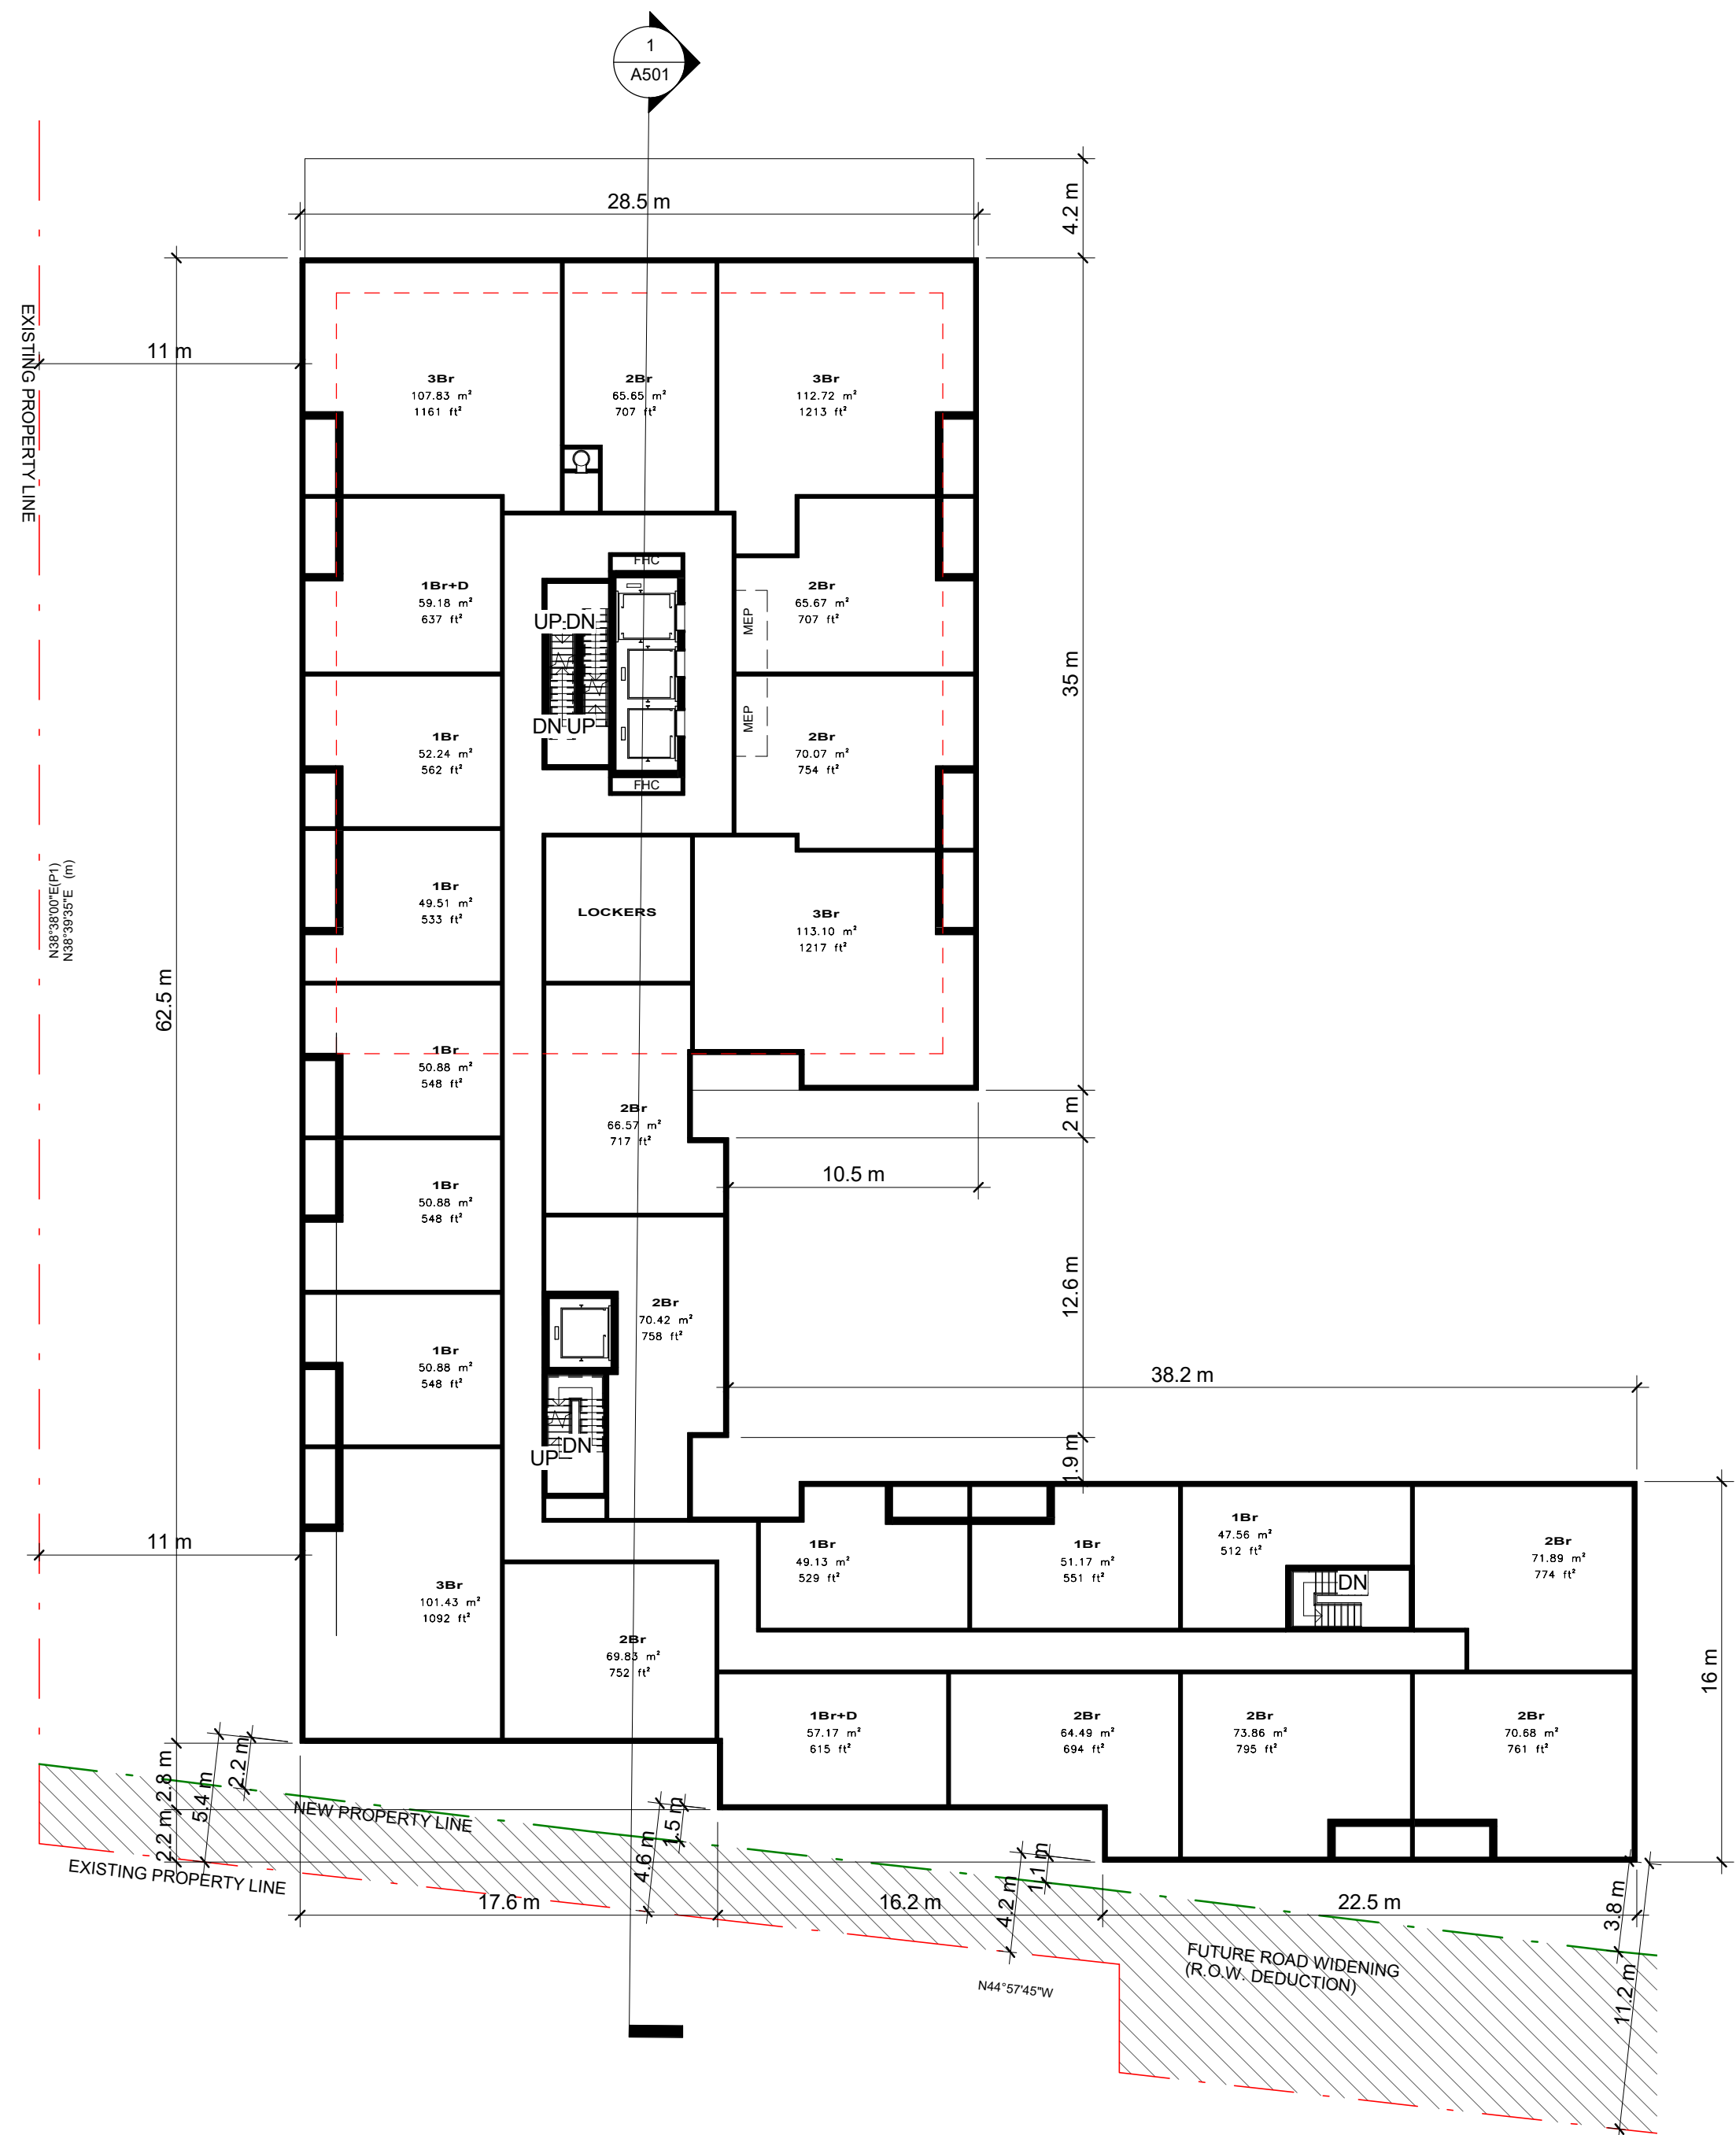 1
A501
28.5 m
4.2 m
EXISTING PROPERTY LINE
11 m
3Br
107.83 m²
1161 ft²
2Br
65.65 m²
707 ft²
3Br
112.72 m²
1213 ft²
FHC
1Br+D
59.18 m²
637 ft²
UP DN
MEP
2Br
65.67 m²
707 ft²
35 m
DN UP
MEP
1Br
52.24 m²
562 ft²
2Br
70.07 m²
754 ft²
FHC
N38°38'00"E(P1)
N38°39'35"E (m)
1Br
49.51 m²
533 ft²
LOCKERS
3Br
113.10 m²
1217 ft²
62.5 m
1Br
50.88 m²
548 ft²
2Br
66.57 m²
717 ft²
2 m
10.5 m
1Br
50.88 m²
548 ft²
12.6 m
2Br
70.42 m²
758 ft²
1Br
50.88 m²
548 ft²
38.2 m
UP
DN
1.9 m
11 m
1Br
49.13 m²
529 ft²
1Br
51.17 m²
551 ft²
1Br
47.56 m²
512 ft²
2Br
71.89 m²
774 ft²
DN
3Br
101.43 m²
1092 ft²
2Br
69.83 m²
752 ft²
16 m
1Br+D
57.17 m²
615 ft²
2Br
64.49 m²
694 ft²
2Br
73.86 m²
795 ft²
2Br
70.68 m²
761 ft²
2.8 m
2.2 m
5.4 m
2.2 m
NEW PROPERTY LINE
EXISTING PROPERTY LINE
4.6 m
1.5 m
4.2 m
1.1 m
17.6 m
16.2 m
22.5 m
3.8 m
11.2 m
FUTURE ROAD WIDENING
(R.O.W. DEDUCTION)
N44°57'45"W